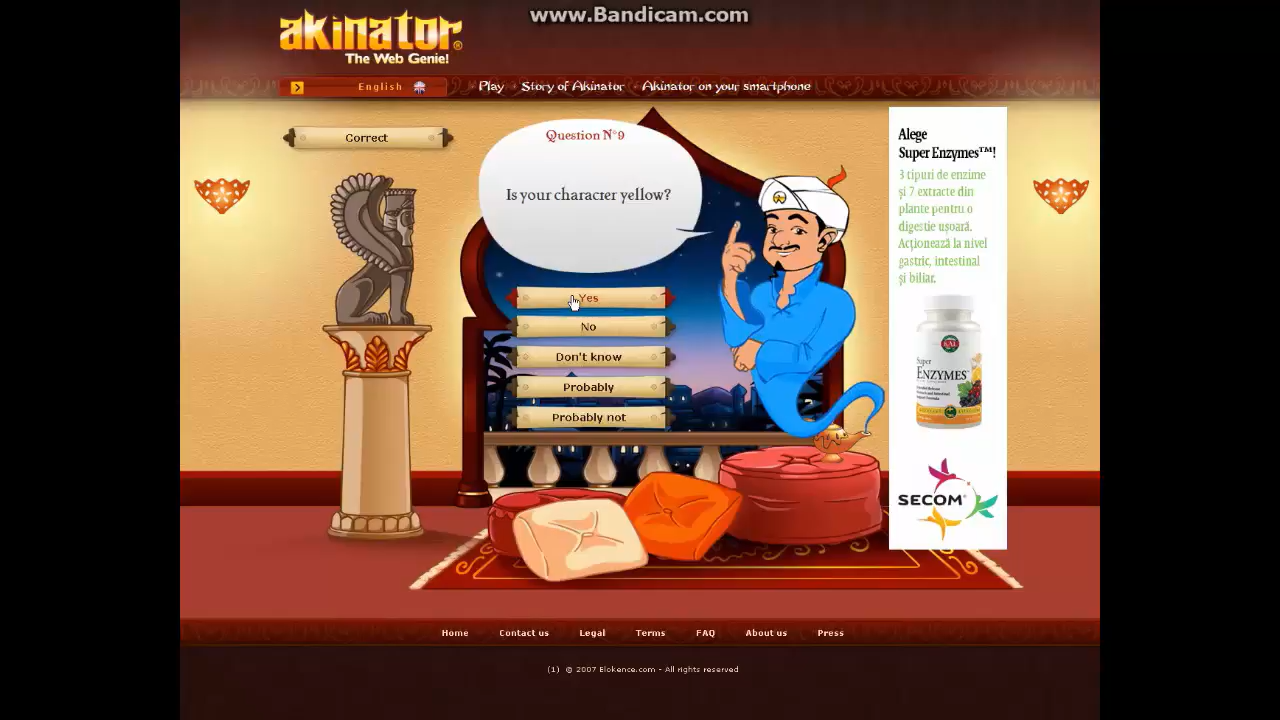 www.Bandicam.com
akinator®
The Web Genie!
English
Play
Story of Akinator
Akinator on your smartphone
Correct
Question N°9
Is your character yellow?
Yes
No
Don't know
Probably
Probably not
Alege
Super Enzymes™!
3 tipuri de enzime
și 7 extracte din
plante pentru o
digestie ușoară.
Acționează la nivel
gastric, intestinal
și biliar.
KAL
Super
ENZYMES
SECOM®
Home
Contact us
Legal
Terms
FAQ
About us
Press
(1) © 2007 Elokence.com - All rights reserved